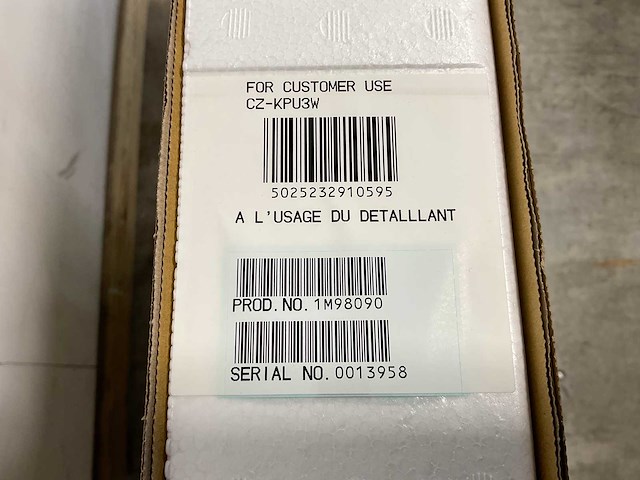 FOR CUSTOMER USE
CZ-KPU3W
5025232910595
A L'USAGE DU DETALLLANT
PROD.NO.1M98090
SERIAL NO.0013958